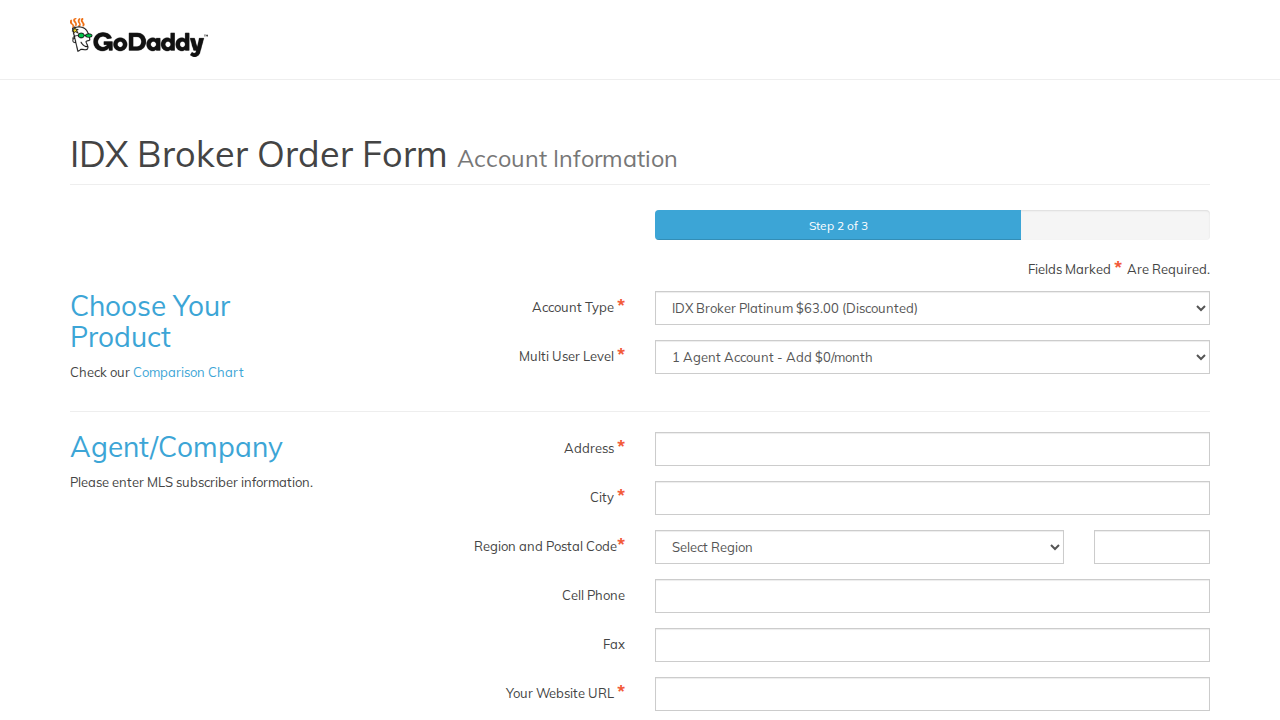 GoDaddy™
IDX Broker Order Form Account Information
Step 2 of 3
Fields Marked * Are Required.
Choose Your
Product
Check our Comparison Chart
Account Type *
IDX Broker Platinum $63.00 (Discounted)
Multi User Level *
1 Agent Account - Add $0/month
Agent/Company
Please enter MLS subscriber information.
Address *
City *
Region and Postal Code*
Select Region
Cell Phone
Fax
Your Website URL *